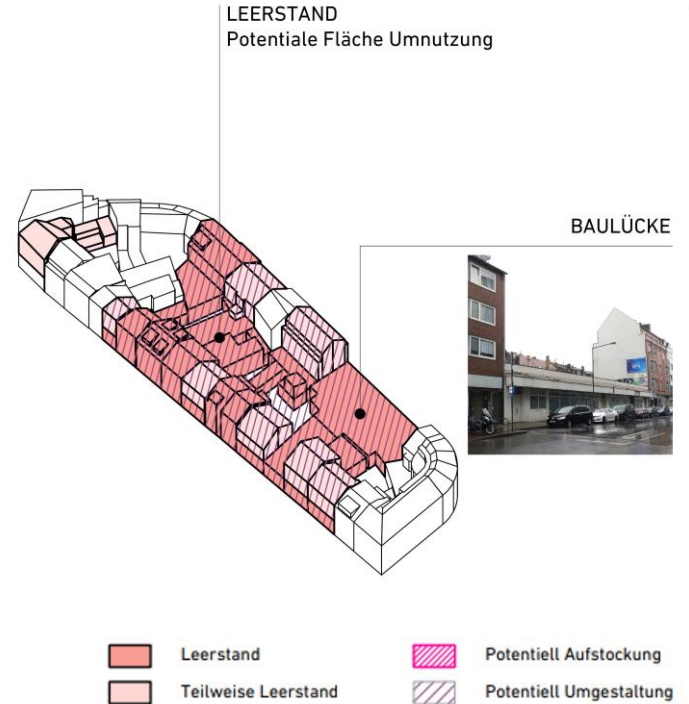 LEERSTAND
Potentiale Fläche Umnutzung
BAULÜCKE
Leerstand
Potentiell Aufstockung
Teilweise Leerstand
Potentiell Umgestaltung